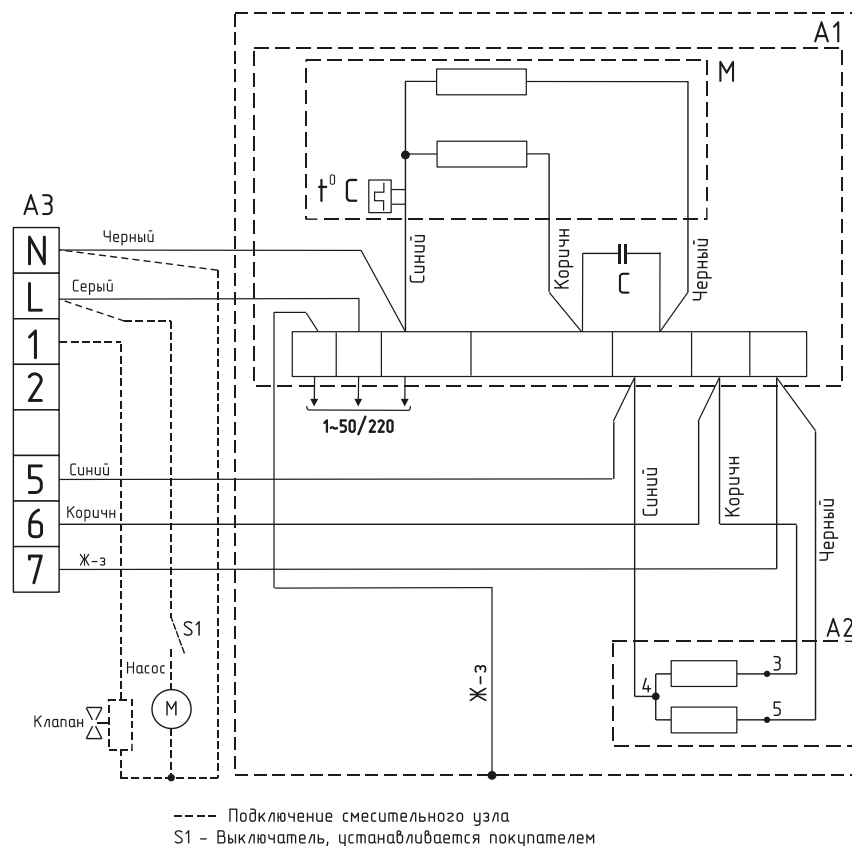 A1
M
t⁰ C
A3
N
Черный
L
Серый
1
2
5
Синий
6
Коричн
7
Ж-з
Синий
Коричн
C
Черный
1~50/220
Синий
Коричн
Черный
A2
3
4
5
S1
Насос
M
Клапан
Ж-з
Подключение смесительного узла
S1 - Выключатель, устанавливается покупателем